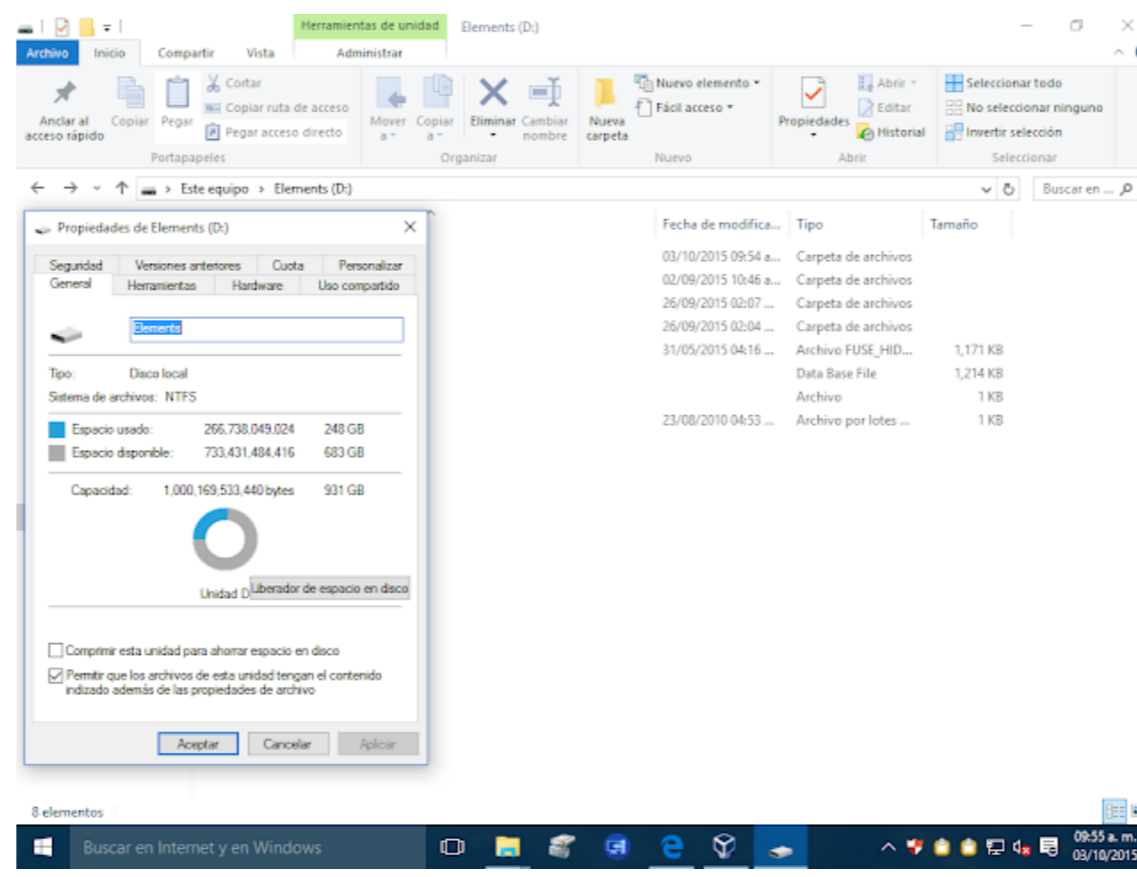 Herramientas de unidad Elements (D:)
Archivo Inicio Compartir Vista Administrar
Anclar al acceso rápido
Copiar
Pegar
Cortar
Copiar ruta de acceso
Pegar acceso directo
Portapapeles
Mover a
Copiar a
Eliminar
Cambiar nombre
Organizar
Nueva carpeta
Nuevo elemento
Fácil acceso
Nuevo
Propiedades
Abrir
Editar
Historial
Abrir
Seleccionar todo
No seleccionar ninguno
Invertir selección
Seleccionar
Este equipo > Elements (D:)
Buscar en ...
Propiedades de Elements (D:)
Seguridad Versiones anteriores Cuota Personalizar
General Herramientas Hardware Uso compartido
Elements
Tipo: Disco local
Sistema de archivos: NTFS
Espacio usado: 266,738,049,024 248 GB
Espacio disponible: 733,431,484,416 683 GB
Capacidad: 1,000,169,533,440 bytes 931 GB
Unidad D
Liberador de espacio en disco
Comprimir esta unidad para ahorrar espacio en disco
Permitir que los archivos de esta unidad tengan el contenido
indizado además de las propiedades de archivo
Aceptar Cancelar Aplicar
Fecha de modifica... Tipo Tamaño
03/10/2015 09:54 a... Carpeta de archivos
02/09/2015 10:46 a... Carpeta de archivos
26/09/2015 02:07 ... Carpeta de archivos
26/09/2015 02:04 ... Carpeta de archivos
31/05/2015 04:16 ... Archivo FUSE_HID... 1,171 KB
Data Base File 1,214 KB
Archivo 1 KB
23/08/2010 04:53 ... Archivo por lotes ... 1 KB
8 elementos
Buscar en Internet y en Windows
09:55 a. m.
03/10/2015